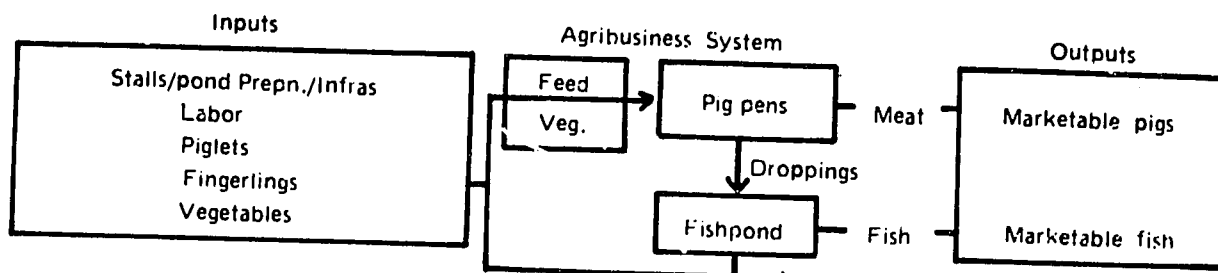 Inputs
Agribusiness System
Outputs
Stalls/pond Prepn./Infras
Labor
Piglets
Fingerlings
Vegetables
Feed
Veg.
Pig pens
Meat
Marketable pigs
Droppings
Fishpond
Fish
Marketable fish